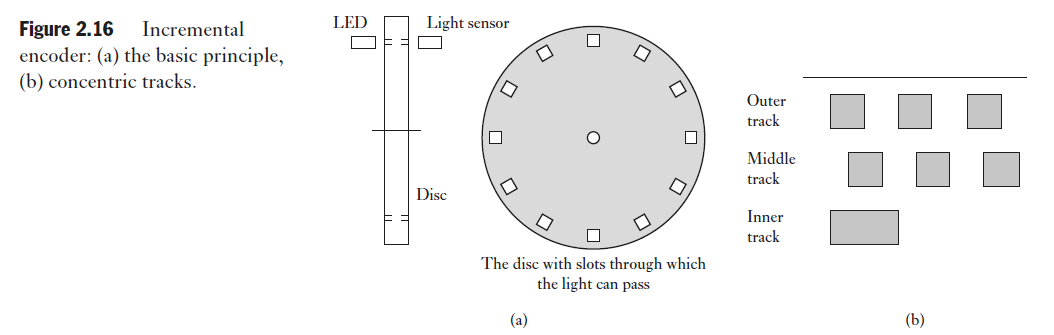 Figure 2.16 Incremental
encoder: (a) the basic principle,
(b) concentric tracks.
LED
Light sensor
Disc
The disc with slots through which
the light can pass
(a)
Outer
track
Middle
track
Inner
track
(b)